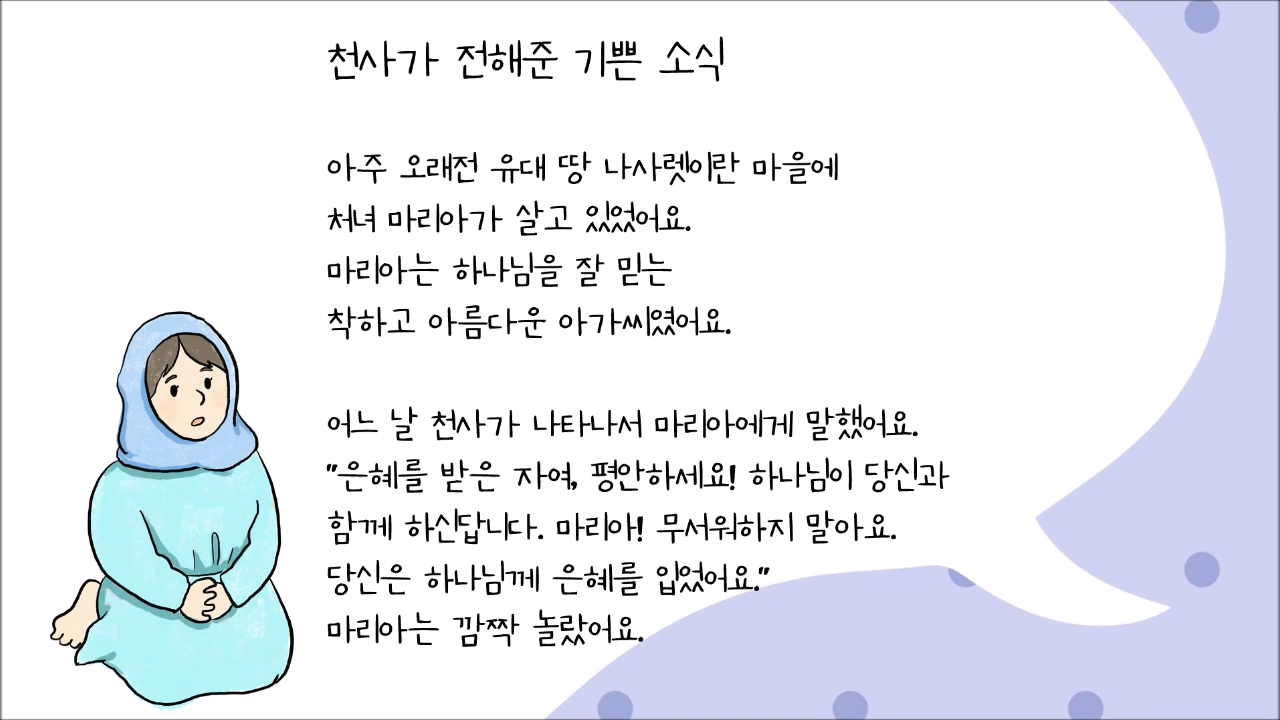 천사가 전해준 기쁜 소식
아주 오래전 유대 땅 나사렛이란 마을에
처녀 마리아가 살고 있었어요.
마리아는 하나님을 잘 믿는
착하고 아름다운 아가씨였어요.
어느 날 천사가 나타나서 마리아에게 말했어요.
"은혜를 받은 자여, 평안하세요! 하나님이 당신과
함께 하신답니다. 마리아! 무서워하지 말아요.
당신은 하나님께 은혜를 입었어요."
마리아는 깜짝 놀랐어요.